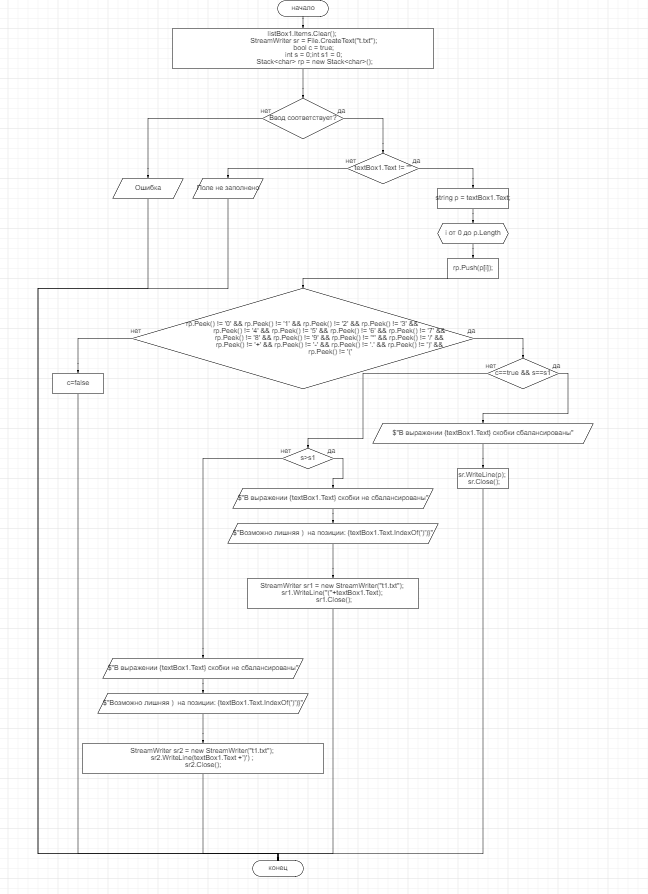 начало
listBox1.Items.Clear();
StreamWriter sr = File.CreateText("t.txt");
bool c = true;
int s = 0;int s1 = 0;
Stack<char> rp = new Stack<char>();
нет
Ввод соответствует?
да
нет
textBox1.Text != ""
да
Ошибка
Поле не заполнено
string p = textBox1.Text;
i от 0 до p.Length
rp.Push(p[i]);
rp.Peek() != '0' && rp.Peek() != '1' && rp.Peek() != '2' && rp.Peek() != '3' &&
rp.Peek() != '4' && rp.Peek() != '5' && rp.Peek() != '6' && rp.Peek() != '7' &&
rp.Peek() != '8' && rp.Peek() != '9' && rp.Peek() != '*' && rp.Peek() != '/' &&
rp.Peek() != '+' && rp.Peek() != '-' && rp.Peek() != '.' && rp.Peek() != ')' &&
rp.Peek() != '('
нет
да
c=false
нет
c==true && s==s1
да
$"В выражении {textBox1.Text} скобки сбалансированы"
sr.WriteLine(p);
sr.Close();
нет
s>s1
да
$"В выражении {textBox1.Text} скобки не сбалансированы"
$"Возможно лишняя ) на позиции: {textBox1.Text.IndexOf(')')}"
StreamWriter sr1 = new StreamWriter("t1.txt");
sr1.WriteLine("("+textBox1.Text);
sr1.Close();
$"В выражении {textBox1.Text} скобки не сбалансированы"
$"Возможно лишняя ) на позиции: {textBox1.Text.IndexOf(')')}"
StreamWriter sr2 = new StreamWriter("t1.txt");
sr2.WriteLine(textBox1.Text +')') ;
sr2.Close();
конец